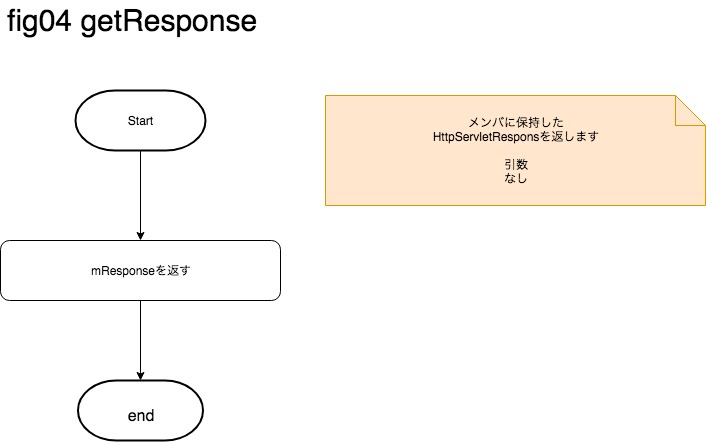 fig04 getResponse
Start
メンバに保持した
HttpServletResponsを返します
引数
なし
mResponseを返す
end